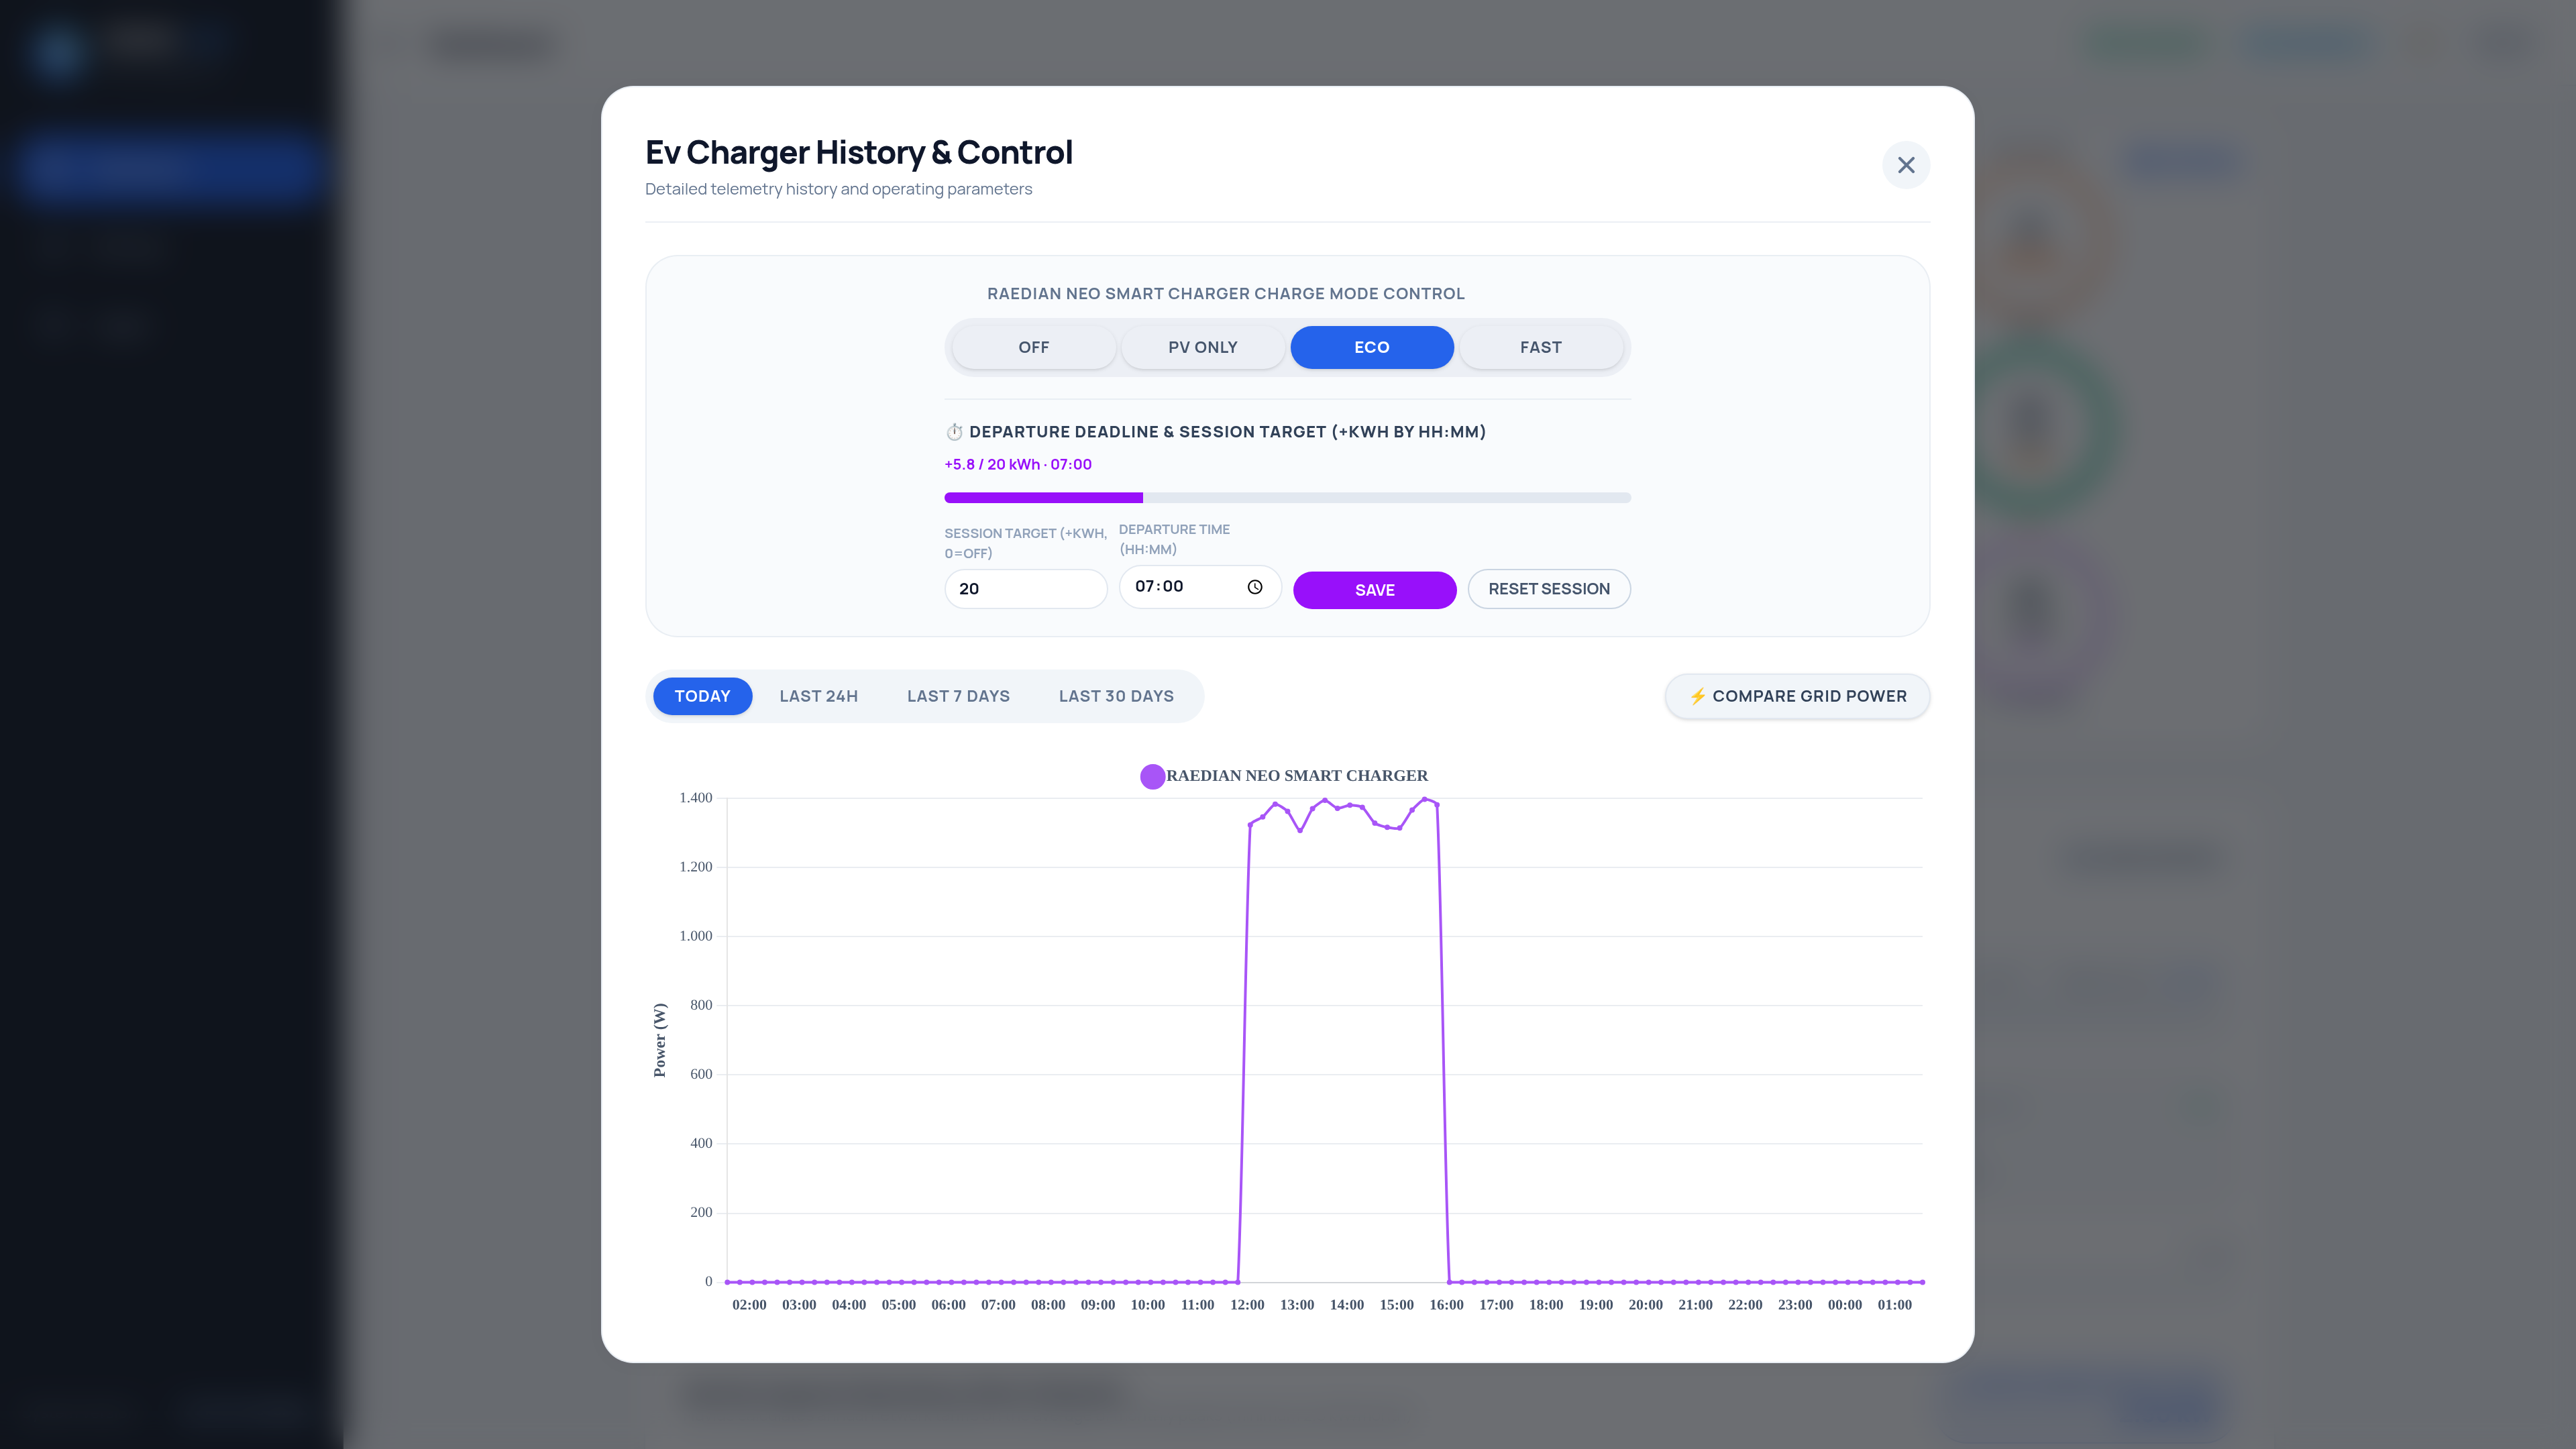 Ev Charger History & Control
Detailed telemetry history and operating parameters
RAEDIAN NEO SMART CHARGER CHARGE MODE CONTROL
OFF
PV ONLY
ECO
FAST
⏱️ DEPARTURE DEADLINE & SESSION TARGET (+KWH BY HH:MM)
+5.8 / 20 kWh · 07:00
SESSION TARGET (+KWH,
0=OFF)
DEPARTURE TIME
(HH:MM)
20
07:00
SAVE
RESET SESSION
TODAY
LAST 24H
LAST 7 DAYS
LAST 30 DAYS
⚡ COMPARE GRID POWER
RAEDIAN NEO SMART CHARGER
Power (W)
1.400
1.200
1.000
800
600
400
200
0
02:00 03:00 04:00 05:00 06:00 07:00 08:00 09:00 10:00 11:00 12:00 13:00 14:00 15:00 16:00 17:00 18:00 19:00 20:00 21:00 22:00 23:00 00:00 01:00